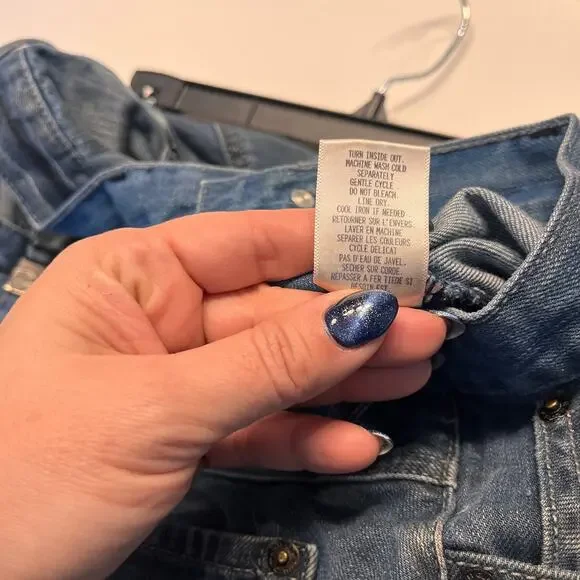 TURN INSIDE OUT.
MACHINE WASH COLD
SEPARATELY
GENTLE CYCLE
DO NOT BLEACH.
LINE DRY.
COOL IRON IF NEEDED
RETOURNER SUR L'ENVERS.
LAVER EN MACHINE
SEPARER LES COULEURS
CYCLE DELICAT
PAS D'EAU DE JAVEL.
SECHER SUR CORDE.
REPASSER A FER TIEDE SI
BESOIN EST.